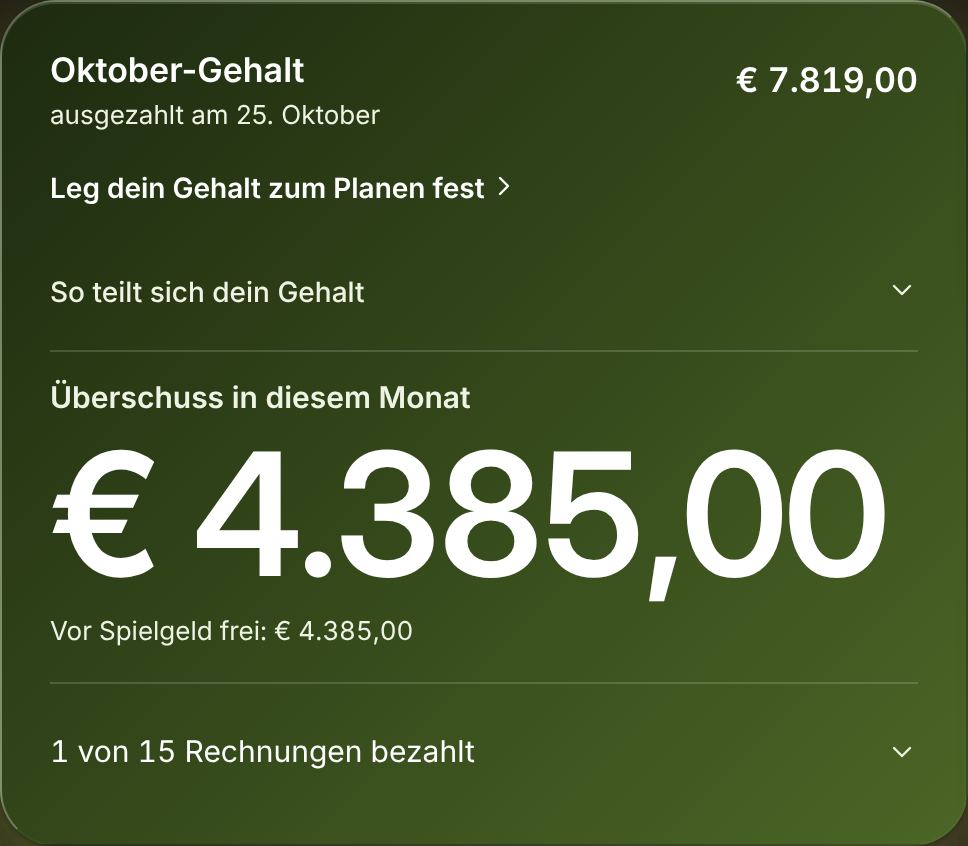 Oktober-Gehalt
€ 7.819,00
ausgezahlt am 25. Oktober
Leg dein Gehalt zum Planen fest
So teilt sich dein Gehalt
Überschuss in diesem Monat
€ 4.385,00
Vor Spielgeld frei: € 4.385,00
1 von 15 Rechnungen bezahlt